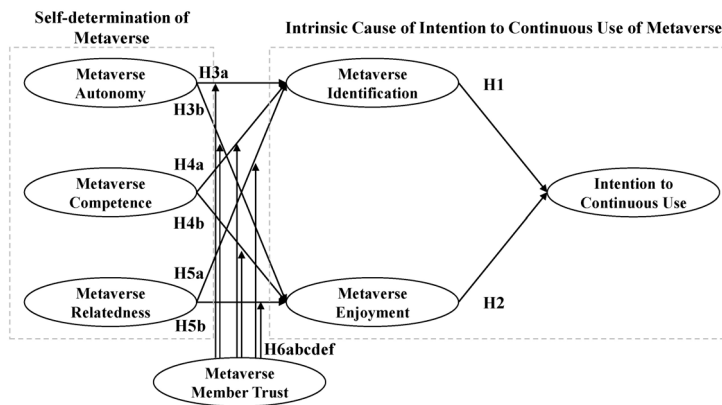 Self-determination of
Metaverse
Intrinsic Cause of Intention to Continuous Use of Metaverse
Metaverse
Autonomy
H3a
H3b
Metaverse
Identification
H1
H4a
Metaverse
Competence
H4b
Intention to
Continuous Use
H5a
Metaverse
Relatedness
H5b
Metaverse
Enjoyment
H2
H6abcdef
Metaverse
Member Trust